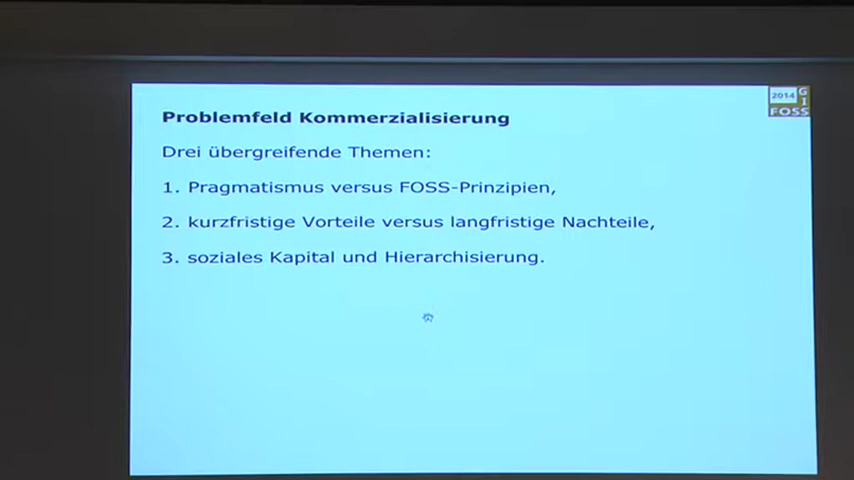 Problemfeld Kommerzialisierung
Drei übergreifende Themen:
1. Pragmatismus versus FOSS-Prinzipien,
2. kurzfristige Vorteile versus langfristige Nachteile,
3. soziales Kapital und Hierarchisierung.
2014
GI
FOSS